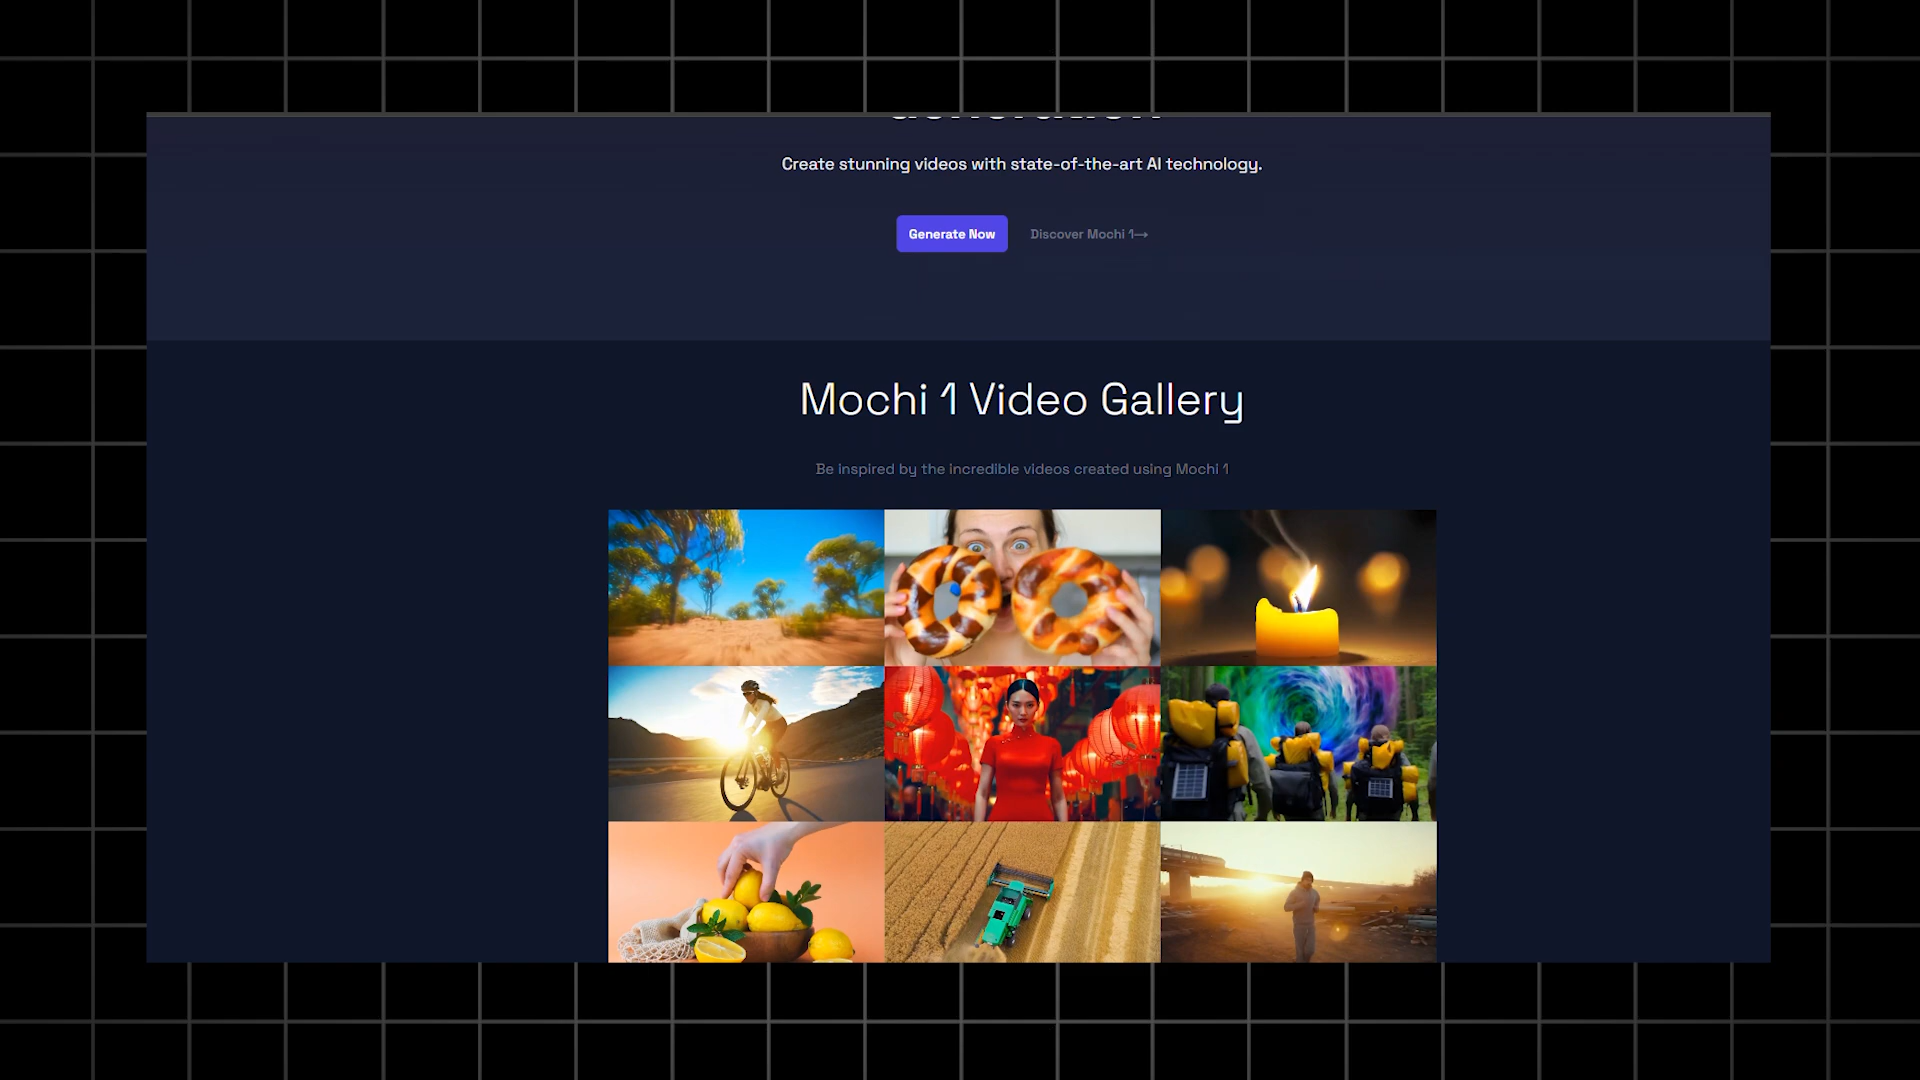 Create stunning videos with state-of-the-art AI technology.
Generate Now
Discover Mochi 1→
Mochi 1 Video Gallery
Be inspired by the incredible videos created using Mochi 1